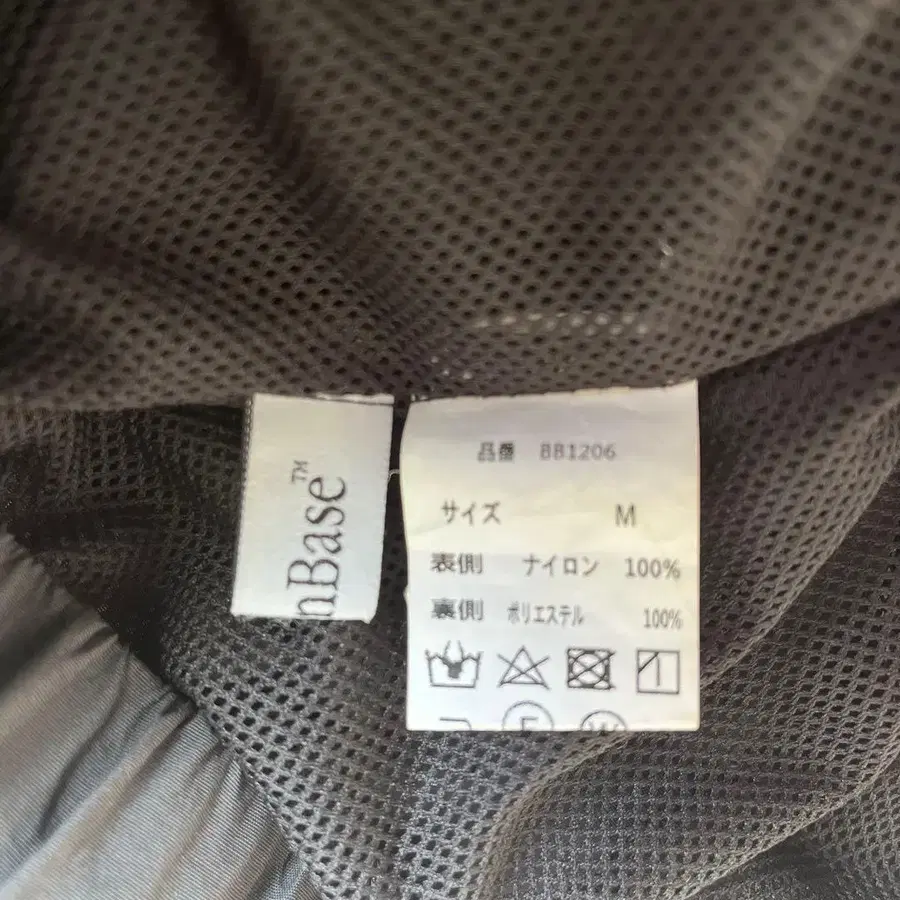 nBase™
品番 BB1206
サイズ M
表側 ナイロン 100%
裏側 ポリエステル 100%